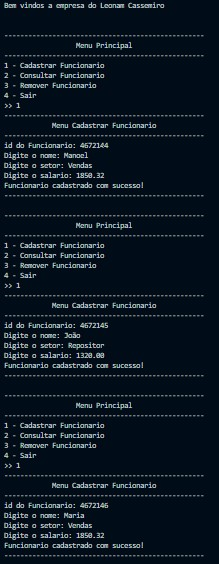 Bem vindos a empresa do Leonam Cassemiro
--------------------------------------------------
Menu Principal
--------------------------------------------------
1 - Cadastrar Funcionario
2 - Consultar Funcionario
3 - Remover Funcionario
4 - Sair
>> 1
--------------------------------------------------
Menu Cadastrar Funcionario
--------------------------------------------------
id do Funcionario: 4672144
Digite o nome: Manoel
Digite o setor: Vendas
Digite o salario: 1850.32
Funcionario cadastrado com sucesso!
--------------------------------------------------
--------------------------------------------------
Menu Principal
--------------------------------------------------
1 - Cadastrar Funcionario
2 - Consultar Funcionario
3 - Remover Funcionario
4 - Sair
>> 1
--------------------------------------------------
Menu Cadastrar Funcionario
--------------------------------------------------
id do Funcionario: 4672145
Digite o nome: João
Digite o setor: Repositor
Digite o salario: 1320.00
Funcionario cadastrado com sucesso!
--------------------------------------------------
--------------------------------------------------
Menu Principal
--------------------------------------------------
1 - Cadastrar Funcionario
2 - Consultar Funcionario
3 - Remover Funcionario
4 - Sair
>> 1
--------------------------------------------------
Menu Cadastrar Funcionario
--------------------------------------------------
id do Funcionario: 4672146
Digite o nome: Maria
Digite o setor: Vendas
Digite o salario: 1850.32
Funcionario cadastrado com sucesso!
--------------------------------------------------